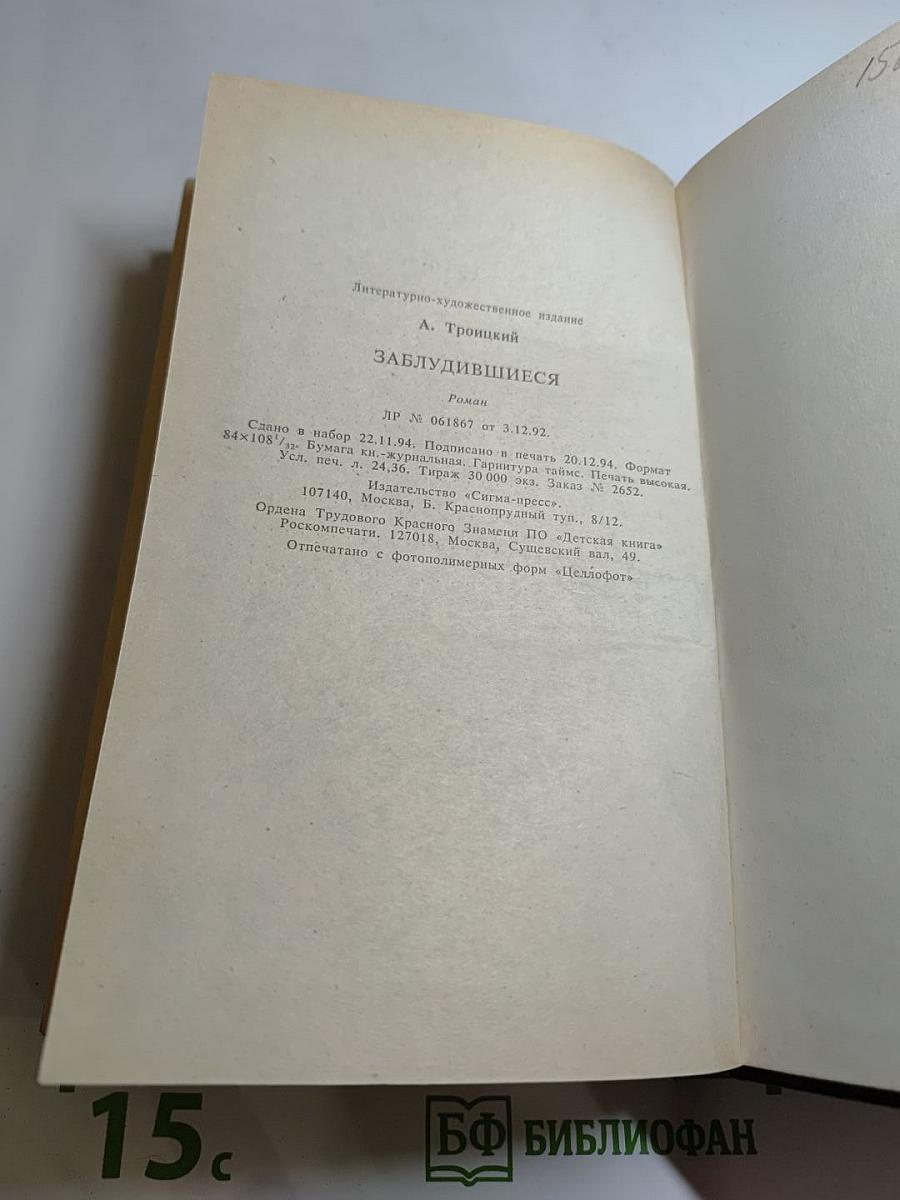 Литературно-художественное издание
А. Троицкий
ЗАБЛУДИВШИЕСЯ
Роман
ЛР № 061867 от 3.12.92.
Сдано в набор 22.11.94. Подписано в печать 20.12.94. Формат
84×108¹/₃₂. Бумага кн.-журнальная. Гарнитура таймс. Печать высокая.
Усл. печ. л. 24,36. Тираж 30 000 экз. Заказ № 2652.
Издательство «Сигма-пресс».
107140, Москва, Б. Краснопрудный туп., 8/12.
Ордена Трудового Красного Знамени ПО «Детская книга»
Роскомпечати. 127018, Москва, Сущевский вал, 49.
Отпечатано с фотополимерных форм «Целлофот»
15с
БФ БИБЛИОФАН